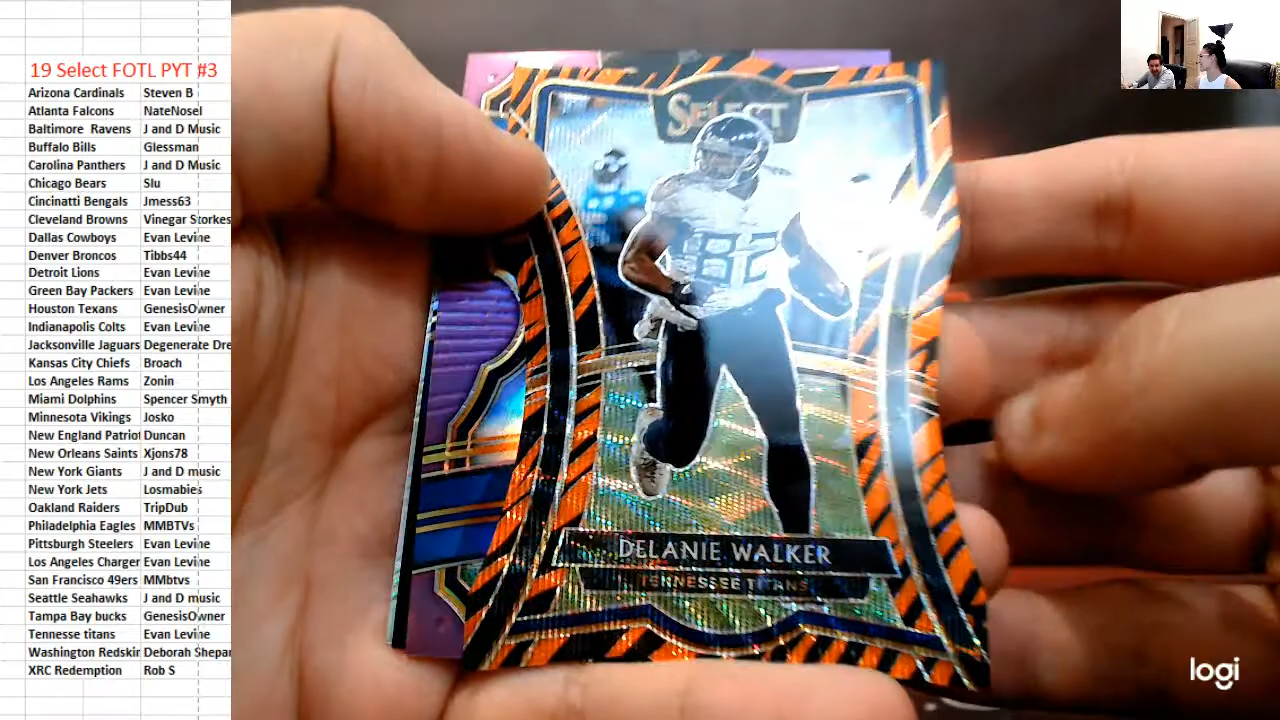 19 Select FOTL PYT #3
Arizona Cardinals Steven B
Atlanta Falcons NateNosel
Baltimore Ravens J and D Music
Buffalo Bills Glessman
Carolina Panthers J and D Music
Chicago Bears Slu
Cincinatti Bengals Jmess63
Cleveland Browns Vinegar Storkes
Dallas Cowboys Evan Levine
Denver Broncos Tibbs44
Detroit Lions Evan Levine
Green Bay Packers Evan Levine
Houston Texans GenesisOwner
Indianapolis Colts Evan Levine
Jacksonville Jaguars Degenerate Dre
Kansas City Chiefs Broach
Los Angeles Rams Zonin
Miami Dolphins Spencer Smyth
Minnesota Vikings Josko
New England Patriot Duncan
New Orleans Saints Xjons78
New York Giants J and D music
New York Jets Losmabies
Oakland Raiders TripDub
Philadelphia Eagles MMBTVs
Pittsburgh Steelers Evan Levine
Los Angeles Charger Evan Levine
San Francisco 49ers MMbtvs
Seattle Seahawks J and D music
Tampa Bay bucks GenesisOwner
Tennesse titans Evan Levine
Washington Redskin Deborah Shepar
XRC Redemption Rob S
SELECT
82
DELANIE WALKER
TENNESSEE TITANS
logi